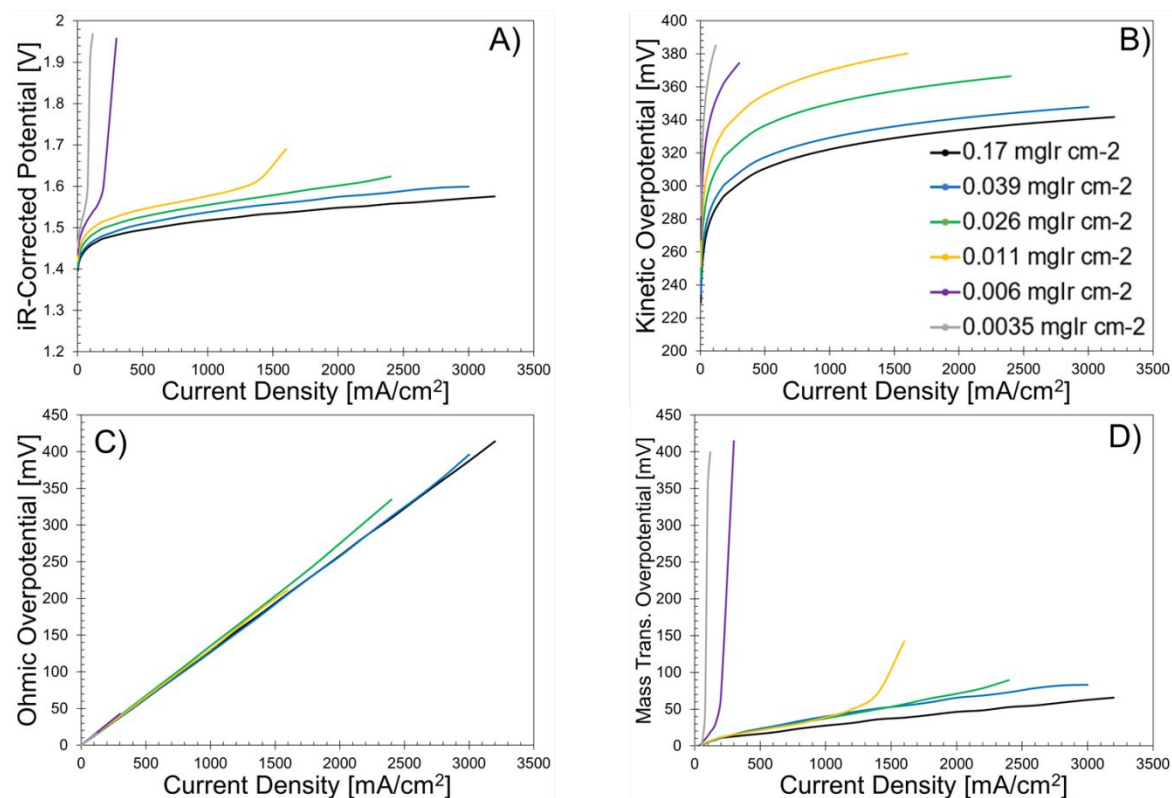 A)
iR-Corrected Potential [V]
2
1.9
1.8
1.7
1.6
1.5
1.4
1.3
1.2
0 500 1000 1500 2000 2500 3000 3500
Current Density [mA/cm²]
B)
Kinetic Overpotential [mV]
400
380
360
340
320
300
280
260
240
220
200
0.17 mgIr cm-2
0.039 mgIr cm-2
0.026 mgIr cm-2
0.011 mgIr cm-2
0.006 mgIr cm-2
0.0035 mgIr cm-2
0 500 1000 1500 2000 2500 3000 3500
Current Density [mA/cm²]
C)
Ohmic Overpotential [mV]
450
400
350
300
250
200
150
100
50
0
0 500 1000 1500 2000 2500 3000 3500
Current Density [mA/cm²]
D)
Mass Trans. Overpotential [mV]
450
400
350
300
250
200
150
100
50
0
0 500 1000 1500 2000 2500 3000 3500
Current Density [mA/cm²]